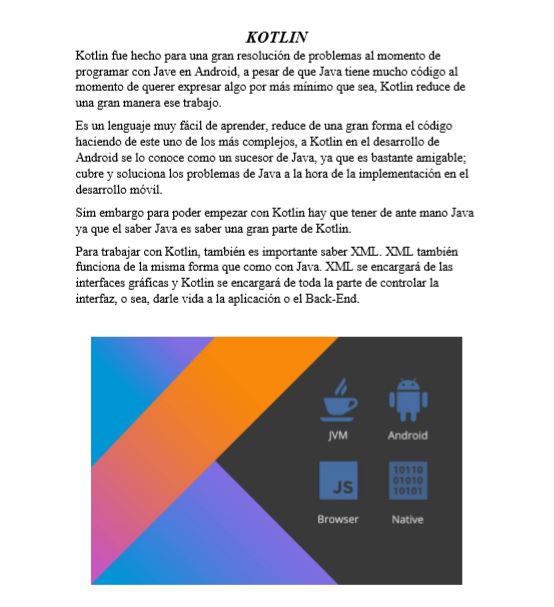 KOTLIN
Kotlin fue hecho para una gran resolución de problemas al momento de
programar con Jave en Android, a pesar de que Java tiene mucho código al
momento de querer expresar algo por más mínimo que sea, Kotlin reduce de
una gran manera ese trabajo.
Es un lenguaje muy fácil de aprender, reduce de una gran forma el código
haciendo de este uno de los más complejos, a Kotlin en el desarrollo de
Android se lo conoce como un sucesor de Java, ya que es bastante amigable;
cubre y soluciona los problemas de Java a la hora de la implementación en el
desarrollo móvil.
Sim embargo para poder empezar con Kotlin hay que tener de ante mano Java
ya que el saber Java es saber una gran parte de Kotlin.
Para trabajar con Kotlin, también es importante saber XML. XML también
funciona de la misma forma que como con Java. XML se encargará de las
interfaces gráficas y Kotlin se encargará de toda la parte de controlar la
interfaz, o sea, darle vida a la aplicación o el Back-End.
JVM Android
JS 10110
01010
10101
Browser Native